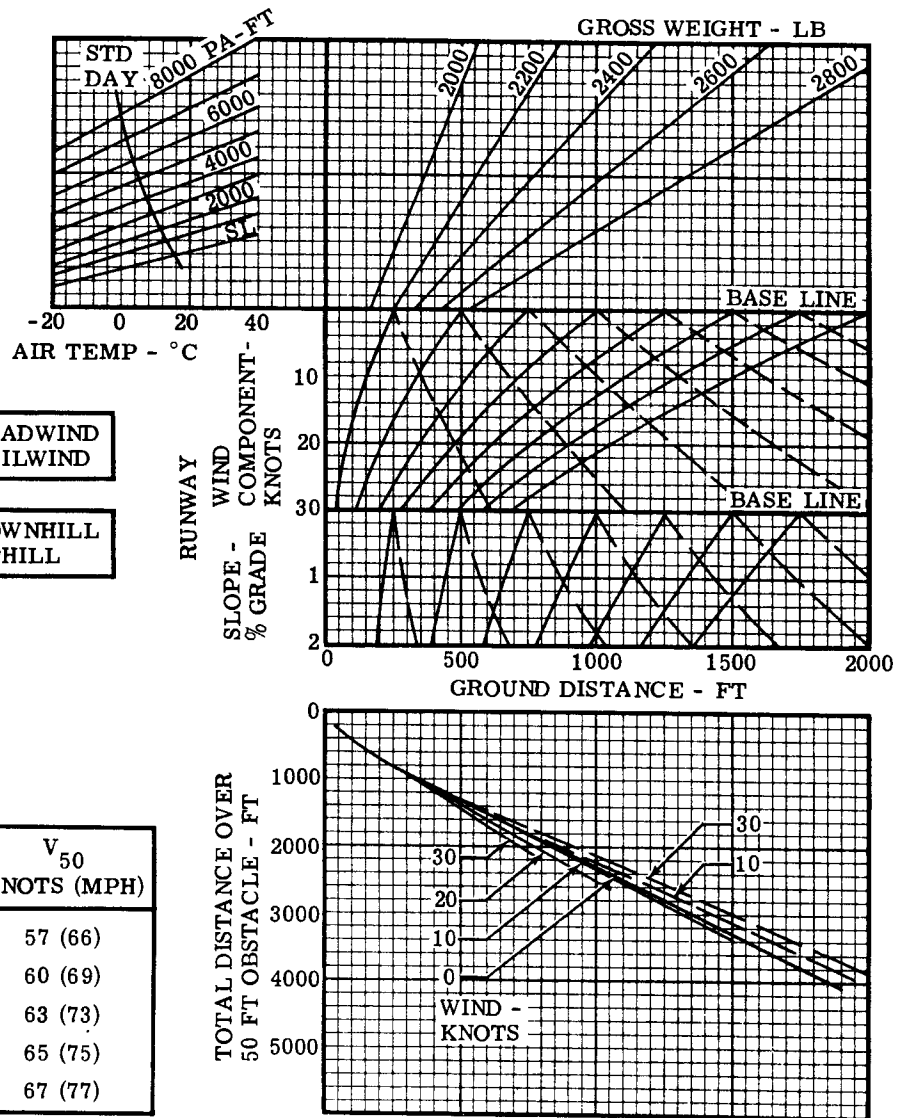 GROSS WEIGHT - LB
STD
DAY
8000 PA-FT
6000
4000
2000
SL
2000
2200
2400
2600
2800
BASE LINE
-20 0 20 40
AIR TEMP - °C
WIND
COMPONENT-
KNOTS
10
20
30
ADWIND
ILWIND
BASE LINE
WNHILL
HILL
RUNWAY
SLOPE -
% GRADE
1
2
0 500 1000 1500 2000
GROUND DISTANCE - FT
TOTAL DISTANCE OVER
50 FT OBSTACLE - FT
0
1000
2000
3000
4000
5000
30
20
10
0
30
10
WIND -
KNOTS
V50
NOTS (MPH)
57 (66)
60 (69)
63 (73)
65 (75)
67 (77)